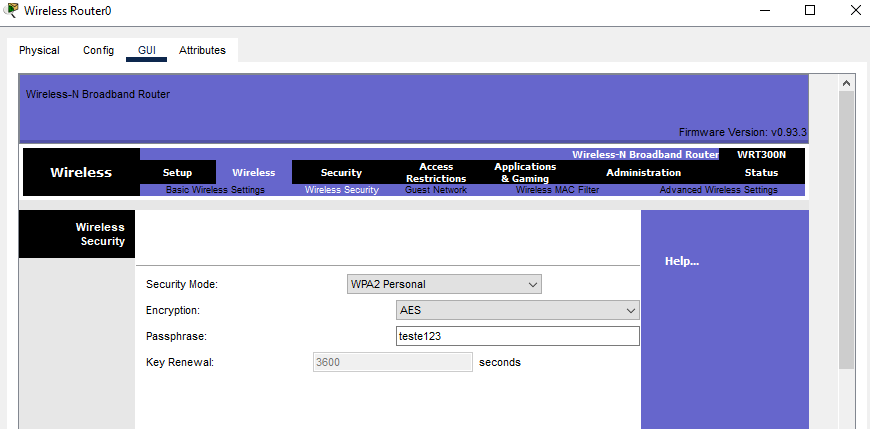 Wireless Router0
Physical Config GUI Attributes
Wireless-N Broadband Router
Firmware Version: v0.93.3
Wireless-N Broadband Router WRT300N
Wireless
Setup Wireless Security Access Restrictions Applications & Gaming Administration Status
Basic Wireless Settings Wireless Security Guest Network Wireless MAC Filter Advanced Wireless Settings
Wireless
Security
Help...
Security Mode: WPA2 Personal
Encryption: AES
Passphrase: teste123
Key Renewal: 3600 seconds